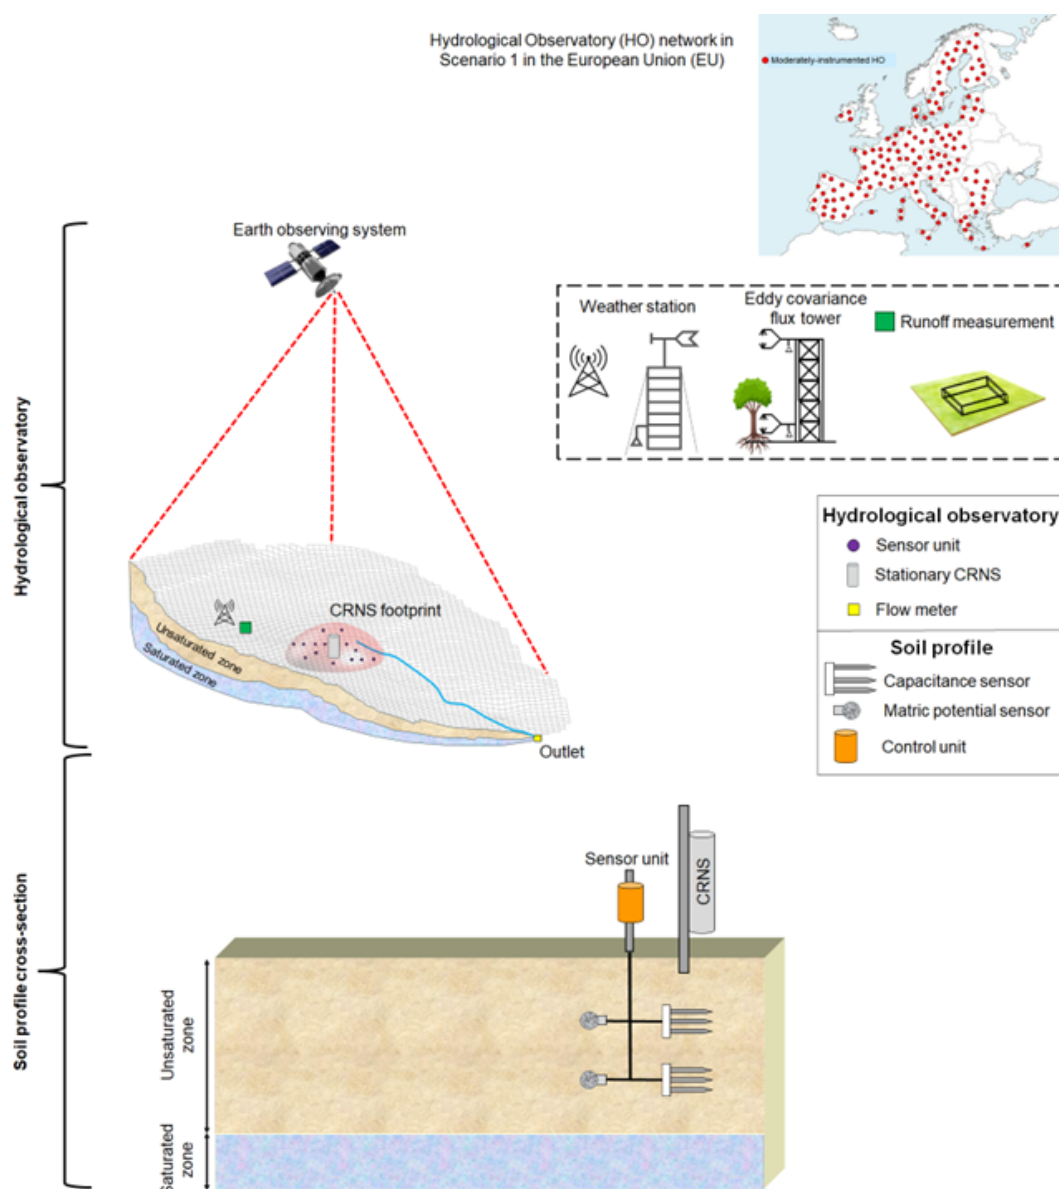 Hydrological Observatory (HO) network in
Scenario 1 in the European Union (EU)
Moderately-instrumented HO
Earth observing system
Weather station
Eddy covariance
flux tower
Runoff measurement
Hydrological observatory
Hydrological observatory
Sensor unit
Stationary CRNS
Flow meter
Soil profile
Capacitance sensor
Matric potential sensor
Control unit
CRNS footprint
Unsaturated zone
Saturated zone
Outlet
Soil profile cross-section
Sensor unit
CRNS
Unsaturated
zone
Saturated
zone